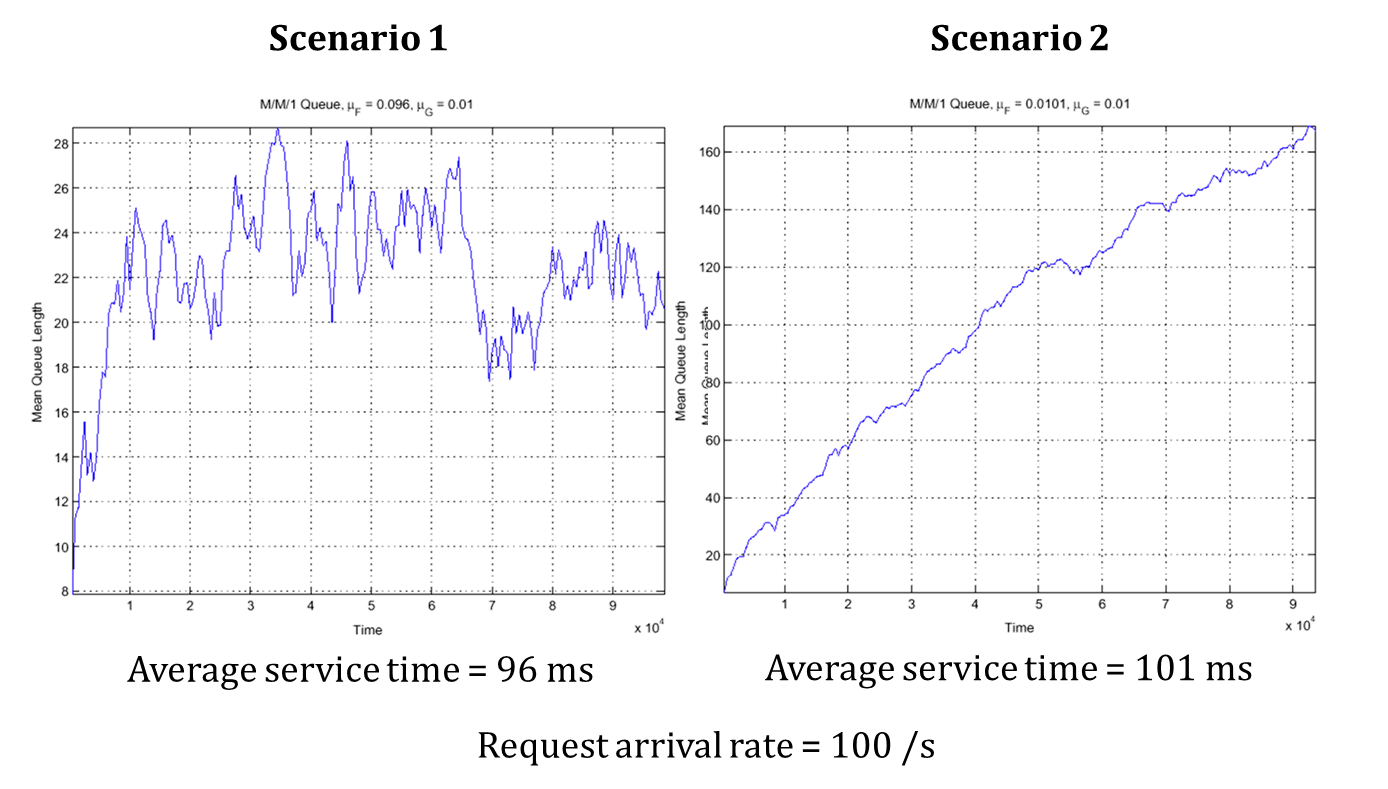 Scenario 1
Scenario 2
M/M/1 Queue, μF = 0.096, μG = 0.01
28
26
24
22
20
18
16
14
12
10
8
Mean Queue Length
1 2 3 4 5 6 7 8 9
x 10^4
Time
M/M/1 Queue, μF = 0.0101, μG = 0.01
160
140
120
100
80
60
40
20
Mean Queue Length
Mean Queue Length
1 2 3 4 5 6 7 8 9
x 10^4
Time
Average service time = 96 ms
Average service time = 101 ms
Request arrival rate = 100 /s